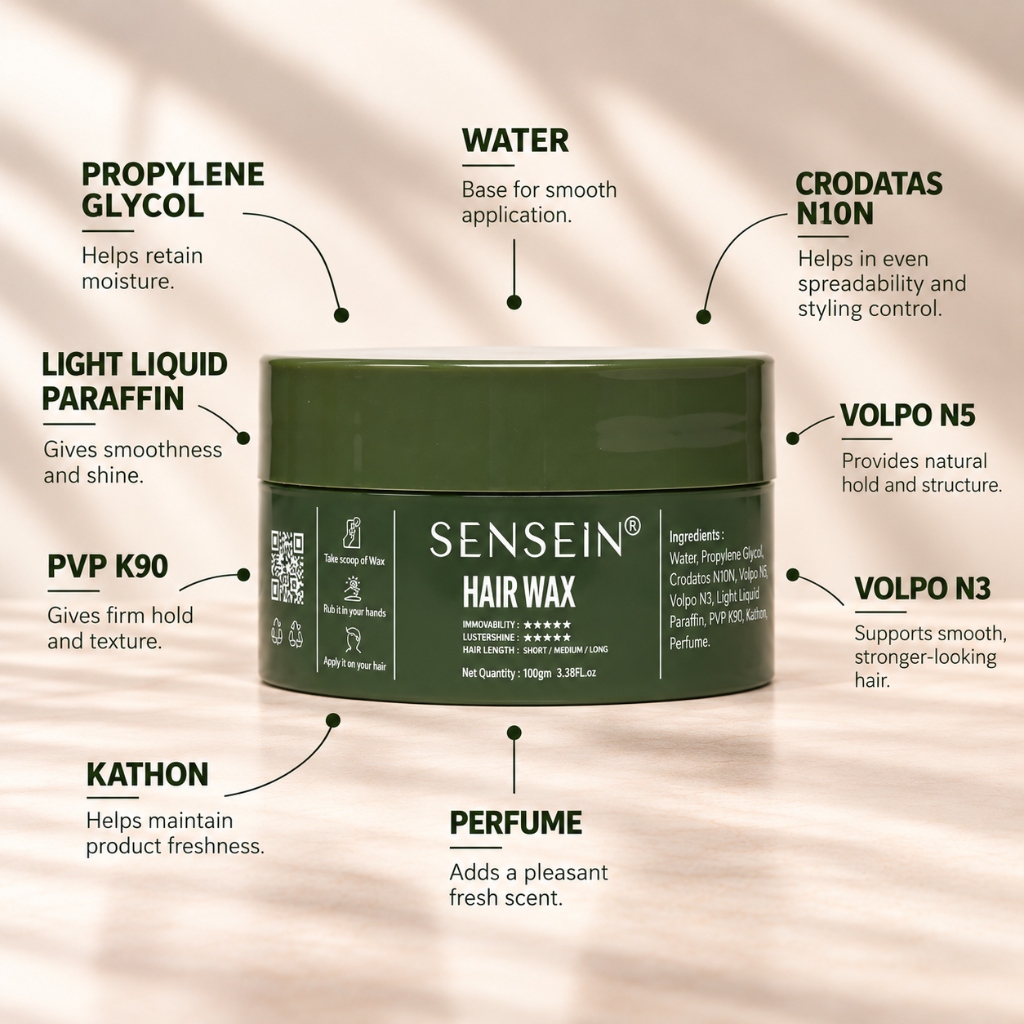 WATER
Base for smooth
application.
PROPYLENE
GLYCOL
Helps retain
moisture.
CRODATAS
N10N
Helps in even
spreadability and
styling control.
LIGHT LIQUID
PARAFFIN
Gives smoothness
and shine.
VOLPO N5
Provides natural
hold and structure.
PVP K90
Gives firm hold
and texture.
VOLPO N3
Supports smooth,
stronger-looking
hair.
Take scoop of Wax
Rub it in your hands
Apply it on your hair
SENSEIN®
HAIR WAX
IMMOVABILITY : ★★★★★
LUSTERSHINE : ★★★★★
HAIR LENGTH : SHORT / MEDIUM / LONG
Net Quantity : 100gm 3.38FL.oz
Ingredients :
Water, Propylene Glycol,
Crodatas N10N, Volpo N5,
Volpo N3, Light Liquid
Paraffin, PVP K90, Kathon,
Perfume.
KATHON
Helps maintain
product freshness.
PERFUME
Adds a pleasant
fresh scent.